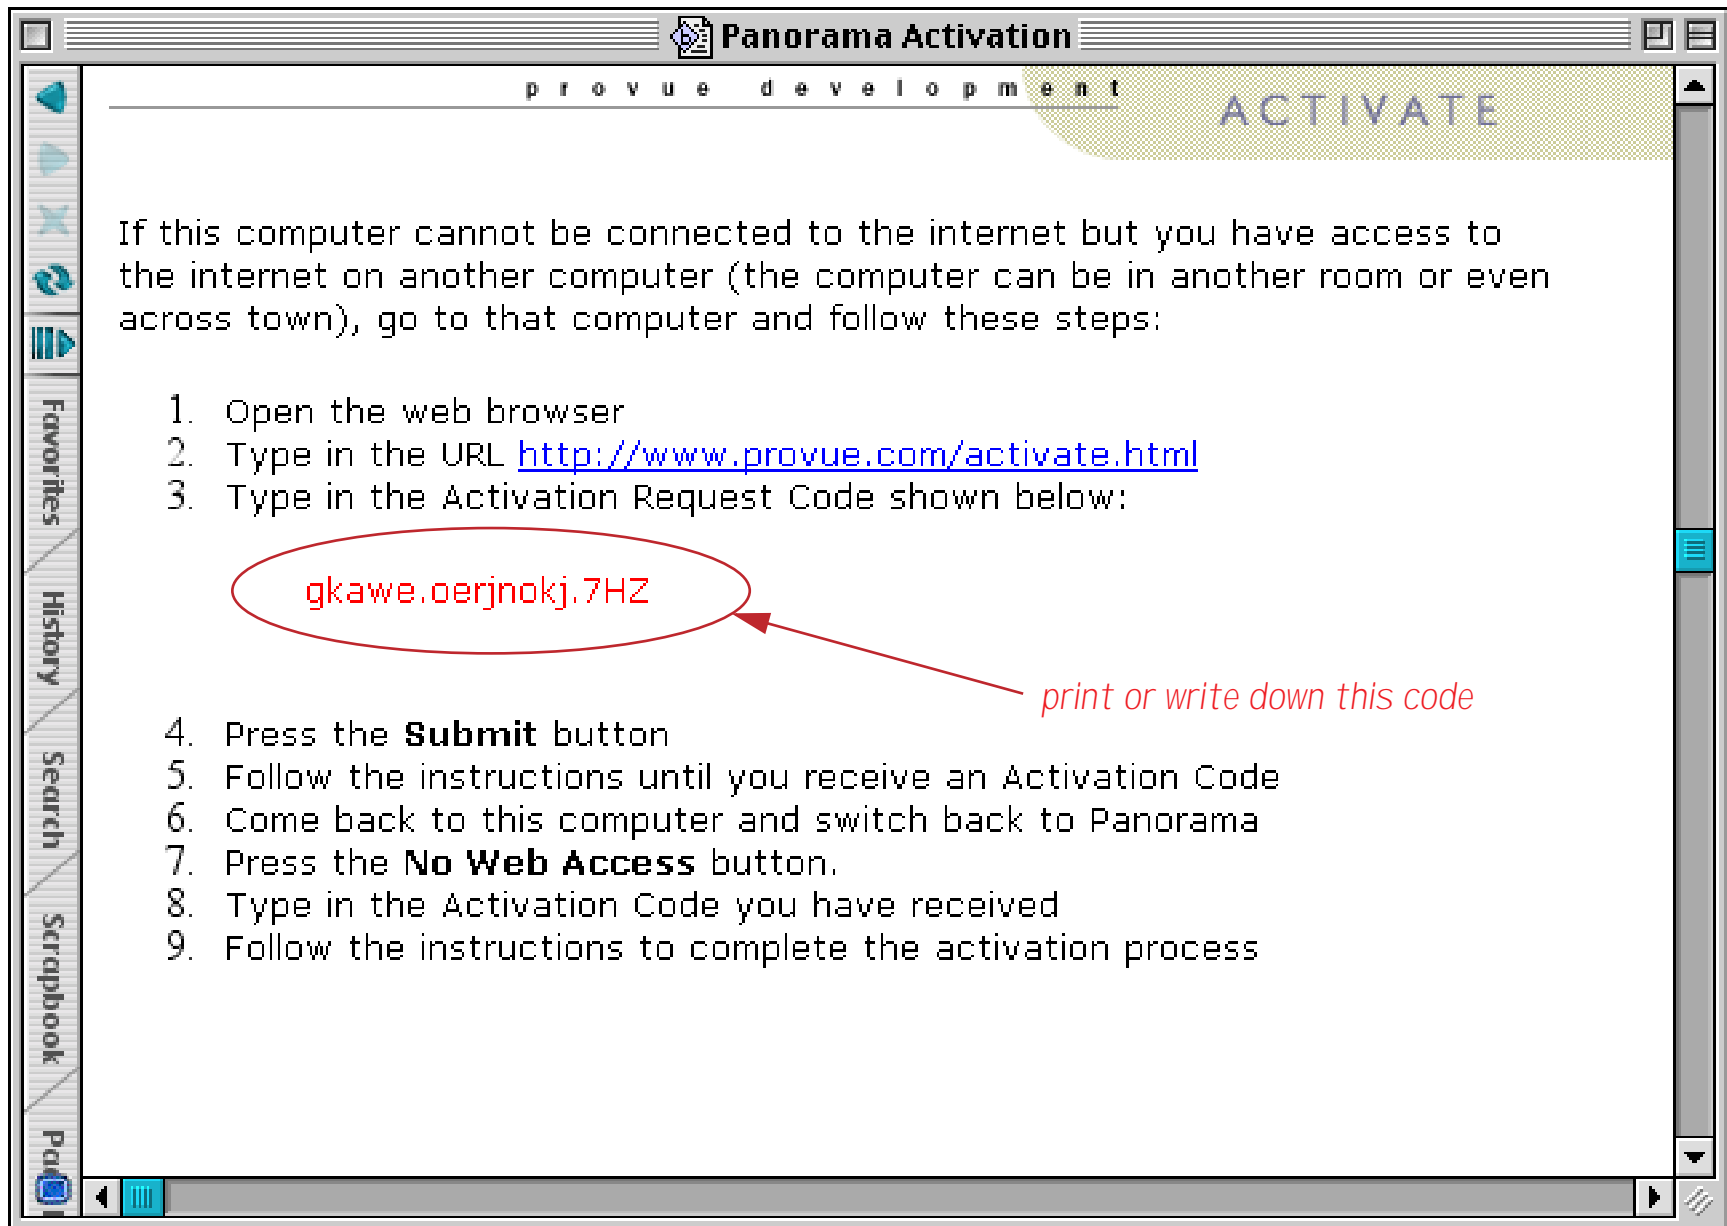 Panorama Activation
provue development
ACTIVATE
If this computer cannot be connected to the internet but you have access to
the internet on another computer (the computer can be in another room or even
across town), go to that computer and follow these steps:
1. Open the web browser
2. Type in the URL http://www.provue.com/activate.html
3. Type in the Activation Request Code shown below:
gkawe.oerjnokj.7HZ
print or write down this code
4. Press the Submit button
5. Follow the instructions until you receive an Activation Code
6. Come back to this computer and switch back to Panorama
7. Press the No Web Access button.
8. Type in the Activation Code you have received
9. Follow the instructions to complete the activation process
Favorites
History
Search
Scrapbook